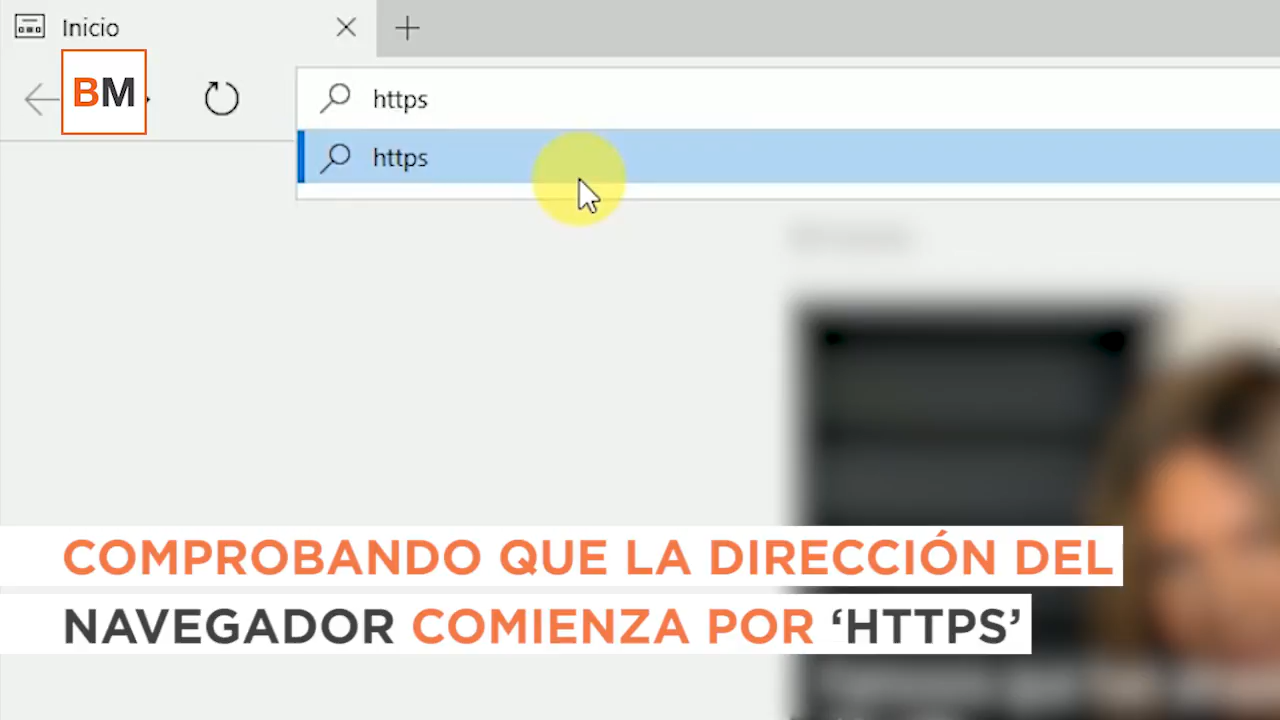 Inicio
BM
https
https
COMPROBANDO QUE LA DIRECCIÓN DEL
NAVEGADOR COMIENZA POR ‘HTTPS’